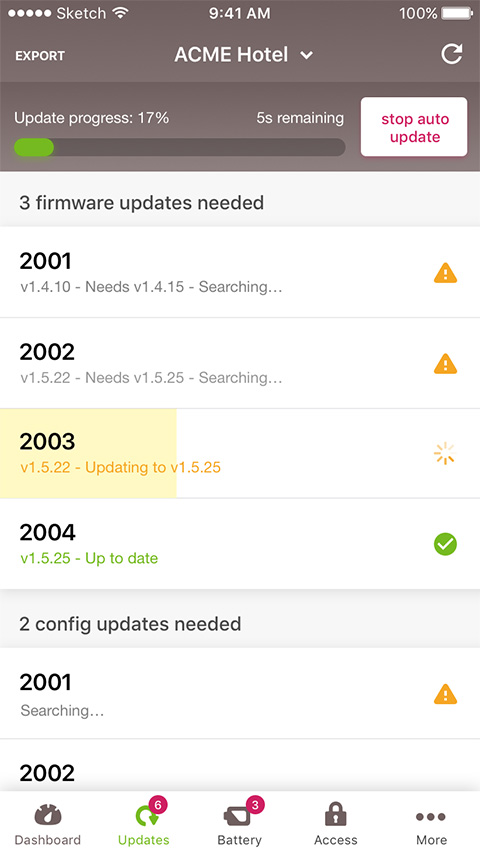 Sketch 9:41 AM 100%
EXPORT ACME Hotel
Update progress: 17% 5s remaining
stop auto
update
3 firmware updates needed
2001
v1.4.10 - Needs v1.4.15 - Searching...
2002
v1.5.22 - Needs v1.5.25 - Searching...
2003
v1.5.22 - Updating to v1.5.25
2004
v1.5.25 - Up to date
2 config updates needed
2001
Searching...
2002
6 3
Dashboard Updates Battery Access More